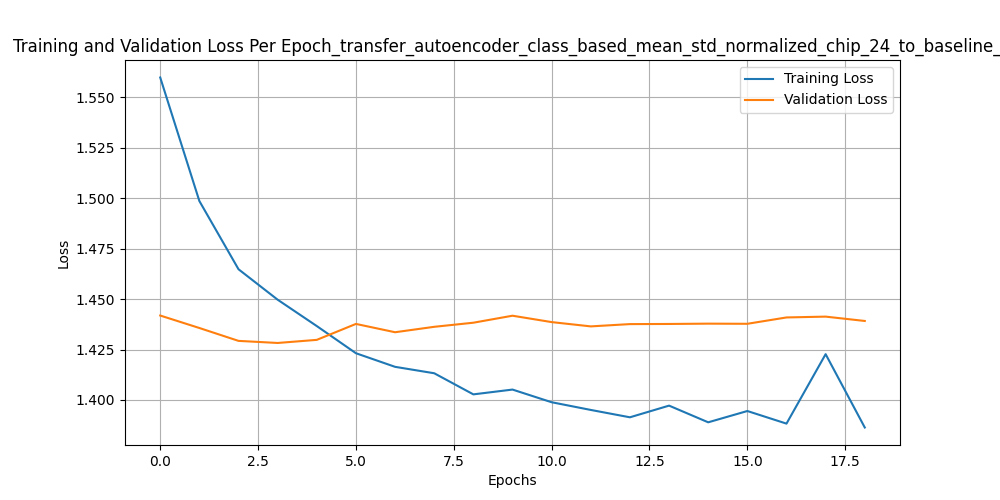 Training and Validation Loss Per Epoch_transfer_autoencoder_class_based_mean_std_normalized_chip_24_to_baseline_
Training Loss
Validation Loss
1.550
1.525
1.500
1.475
1.450
1.425
1.400
Loss
0.0 2.5 5.0 7.5 10.0 12.5 15.0 17.5
Epochs